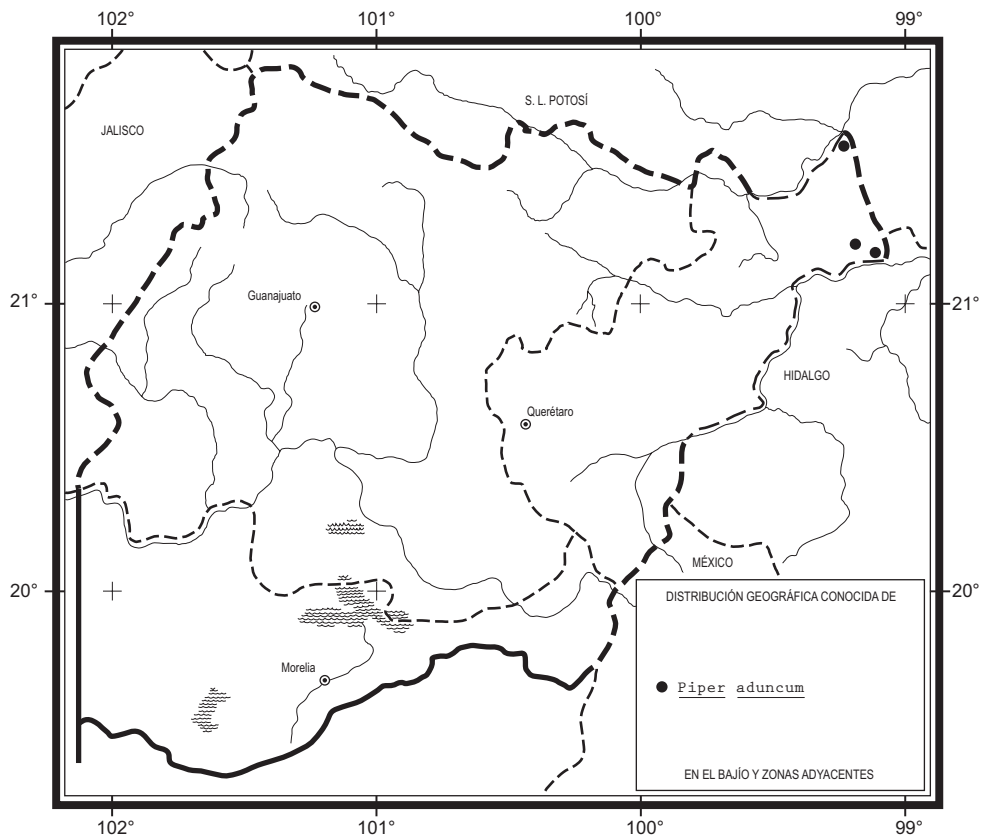 102°
101°
100°
99°
S. L. POTOSÍ
JALISCO
Guanajuato
21°
21°
HIDALGO
Querétaro
MÉXICO
20°
20°
DISTRIBUCIÓN GEOGRÁFICA CONOCIDA DE
Morelia
Piper aduncum
EN EL BAJÍO Y ZONAS ADYACENTES
102°
101°
100°
99°